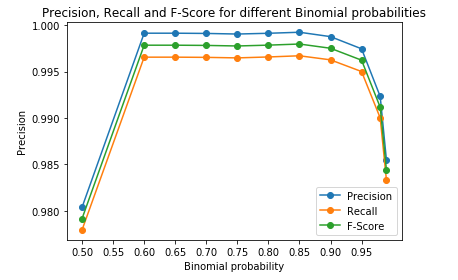 Precision, Recall and F-Score for different Binomial probabilities
1.000
0.995
0.990
0.985
0.980
Precision
Precision
Recall
F-Score
0.50 0.55 0.60 0.65 0.70 0.75 0.80 0.85 0.90 0.95
Binomial probability